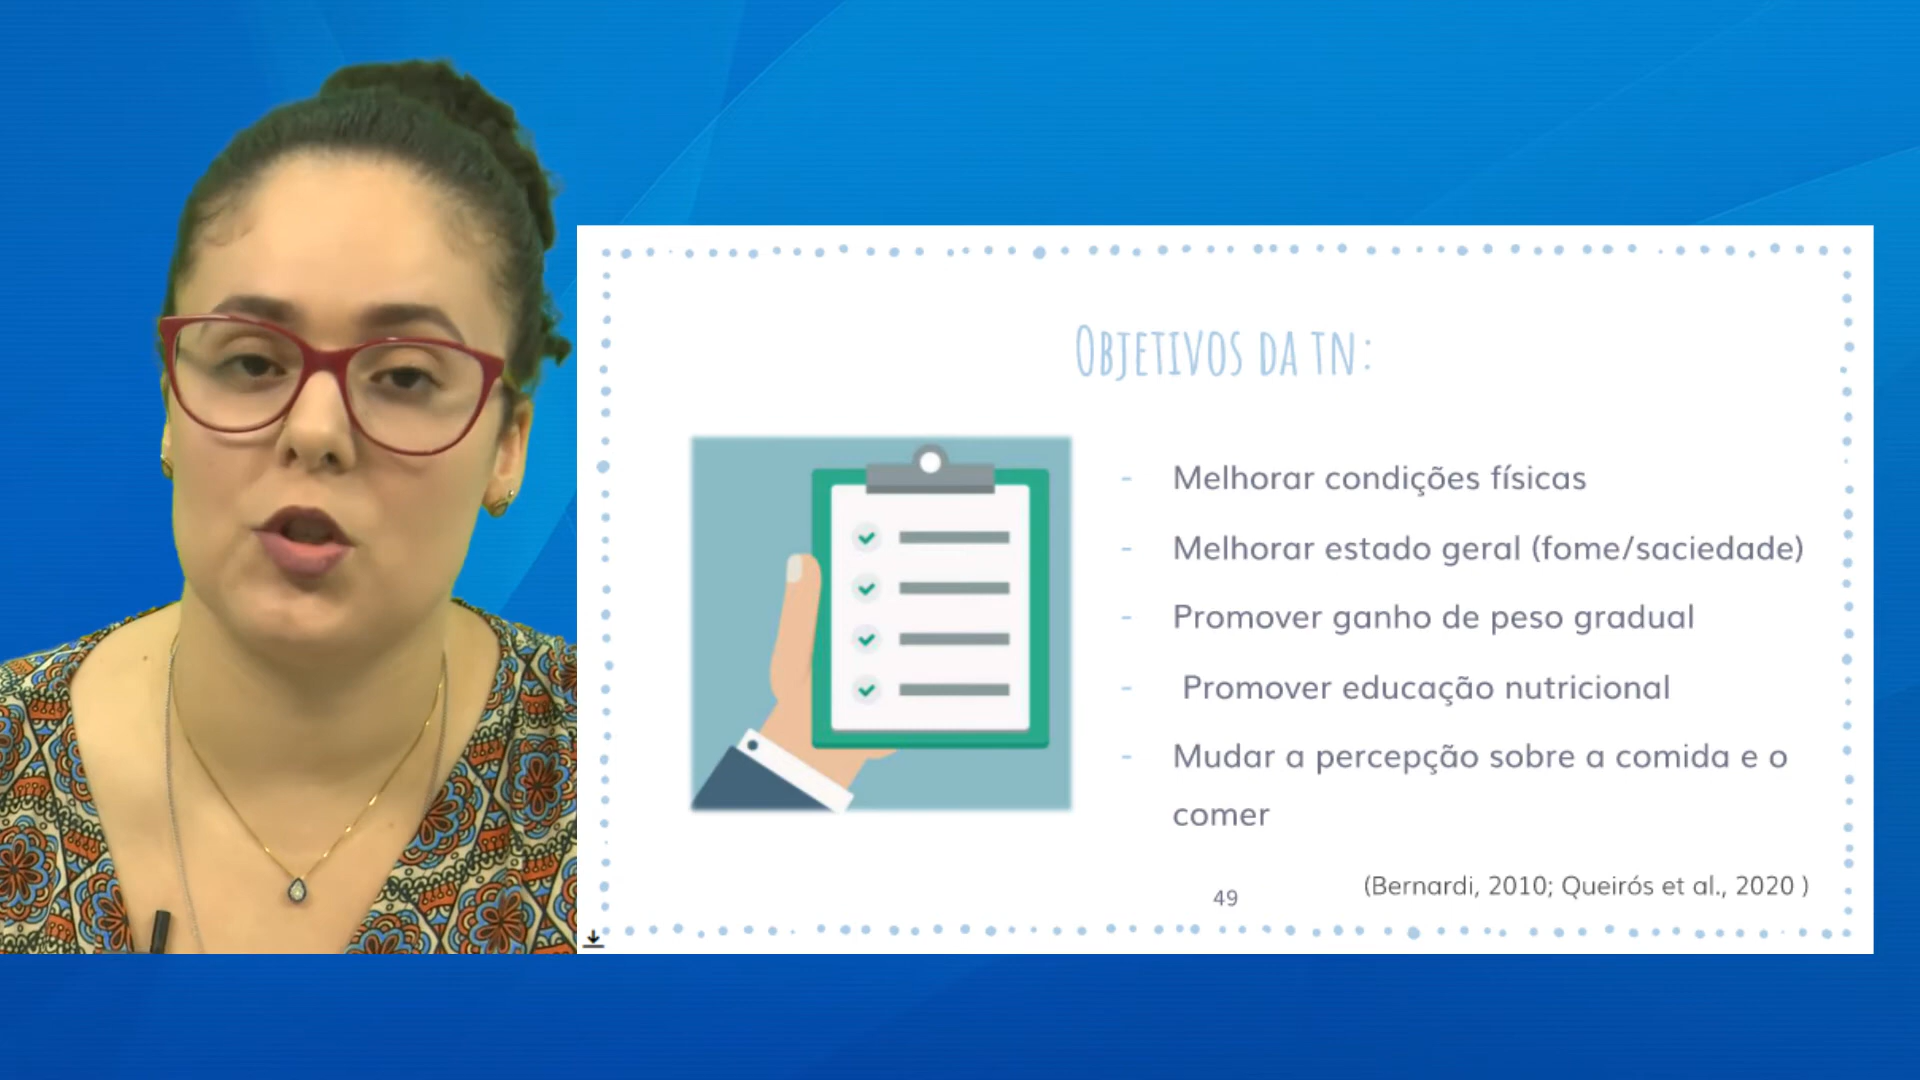 OBJETIVOS DA TN:
- Melhorar condições físicas
- Melhorar estado geral (fome/saciedade)
- Promover ganho de peso gradual
- Promover educação nutricional
- Mudar a percepção sobre a comida e o
comer
(Bernardi, 2010; Queirós et al., 2020 )
49